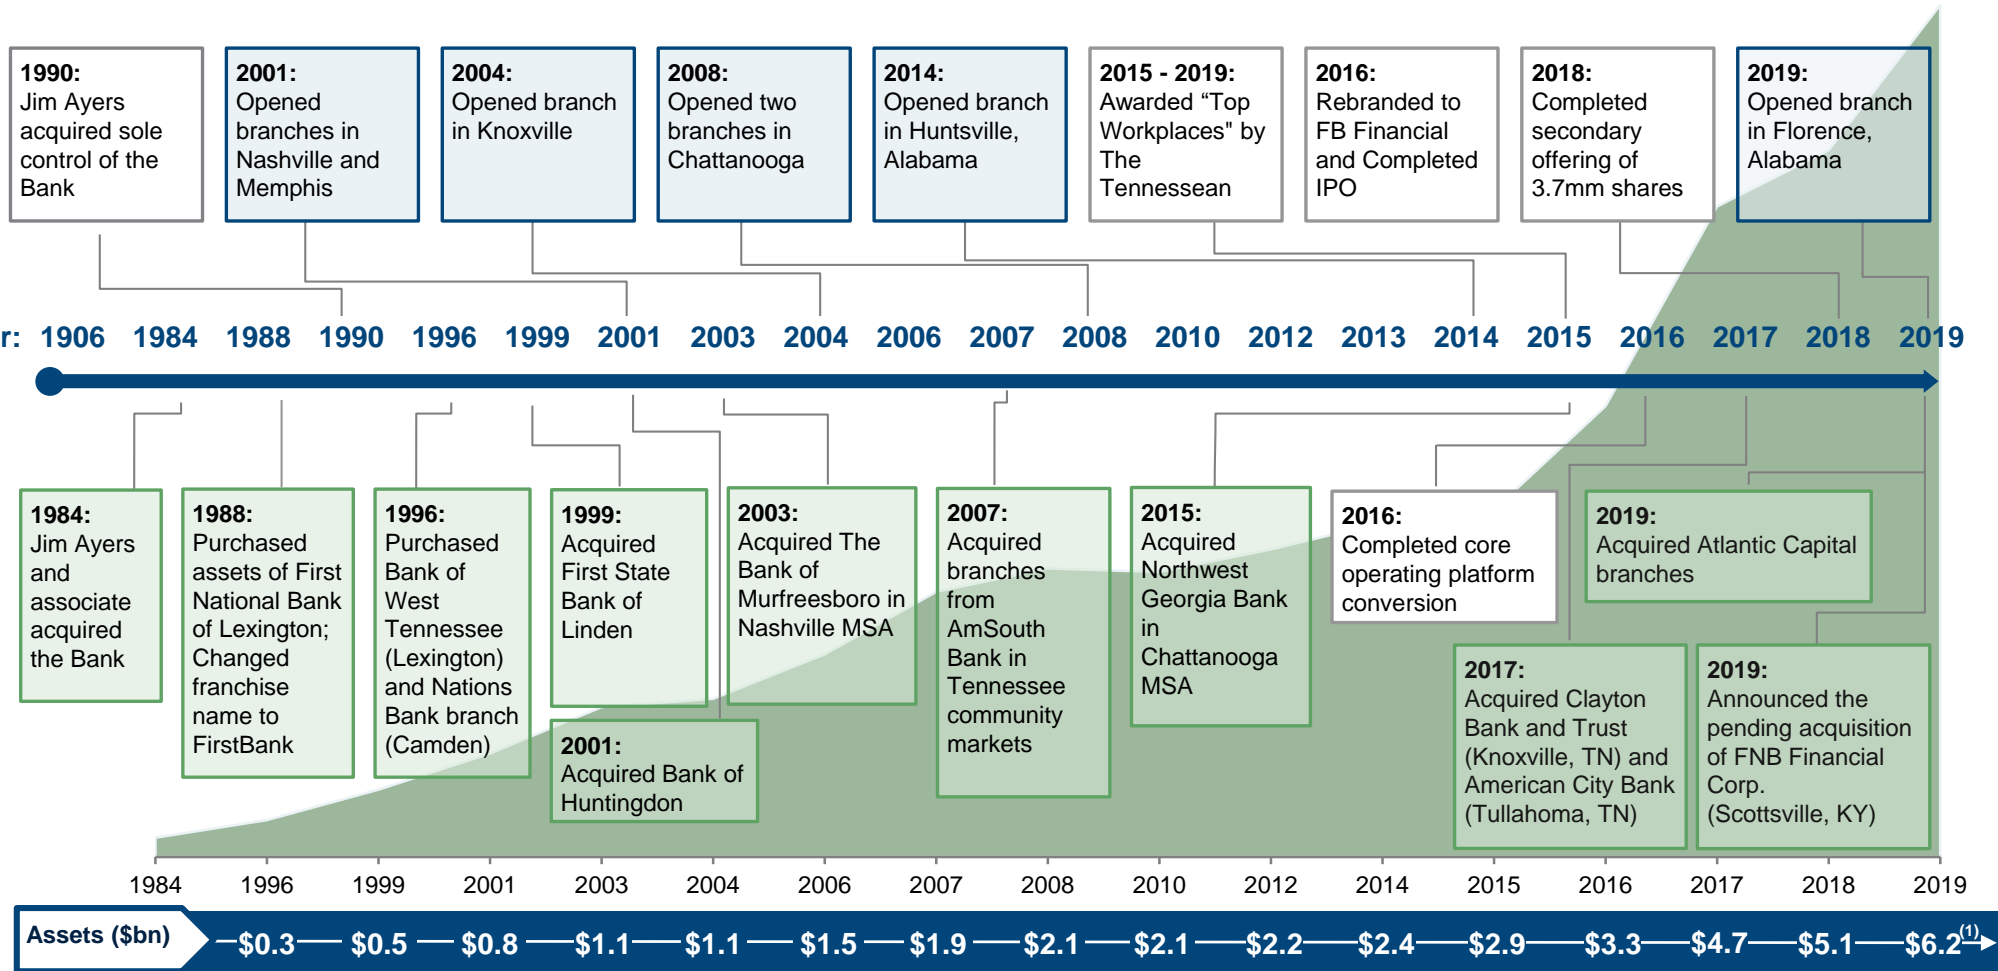 1990:
Jim Ayers
acquired sole
control of the
Bank
2001:
Opened
branches in
Nashville and
Memphis
2004:
Opened branch
in Knoxville
2008:
Opened two
branches in
Chattanooga
2014:
Opened branch
in Huntsville,
Alabama
2015 - 2019:
Awarded “Top
Workplaces" by
The
Tennessean
2016:
Rebranded to
FB Financial
and Completed
IPO
2018:
Completed
secondary
offering of
3.7mm shares
2019:
Opened branch
in Florence,
Alabama
r: 1906 1984 1988 1990 1996 1999 2001 2003 2004 2006 2007 2008 2010 2012 2013 2014 2015 2016 2017 2018 2019
1984:
Jim Ayers
and
associate
acquired
the Bank
1988:
Purchased
assets of First
National Bank
of Lexington;
Changed
franchise
name to
FirstBank
1996:
Purchased
Bank of
West
Tennessee
(Lexington)
and Nations
Bank branch
(Camden)
1999:
Acquired
First State
Bank of
Linden
2001:
Acquired Bank of
Huntingdon
2003:
Acquired The
Bank of
Murfreesboro in
Nashville MSA
2007:
Acquired
branches
from
AmSouth
Bank in
Tennessee
community
markets
2015:
Acquired
Northwest
Georgia Bank
in
Chattanooga
MSA
2016:
Completed core
operating platform
conversion
2019:
Acquired Atlantic Capital
branches
2017:
Acquired Clayton
Bank and Trust
(Knoxville, TN) and
American City Bank
(Tullahoma, TN)
2019:
Announced the
pending acquisition
of FNB Financial
Corp.
(Scottsville, KY)
1984 1996 1999 2001 2003 2004 2006 2007 2008 2010 2012 2014 2015 2016 2017 2018 2019
Assets ($bn) $0.3 $0.5 $0.8 $1.1 $1.1 $1.5 $1.9 $2.1 $2.1 $2.2 $2.4 $2.9 $3.3 $4.7 $5.1 $6.2(1)